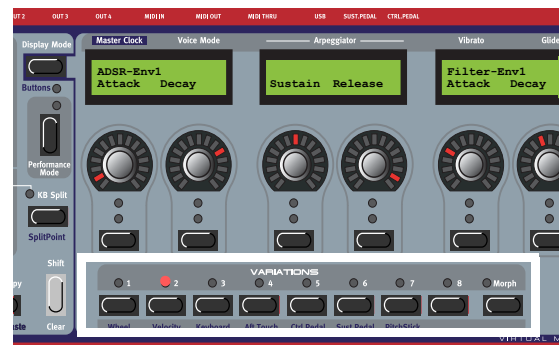 OUT 3 OUT 4 MIDI IN MIDI OUT MIDI THRU USB SUST.PEDAL CTRL.PEDAL
Display Mode Master Clock Voice Mode Arpeggiator Vibrato
ADSR-Env1
Attack Decay
Sustain Release
Filter-Env1
Attack Decay
Buttons
Performance
Mode
KB Split
SplitPoint
Shift
Clear
VARIATIONS
1 2 3 4 5 6 7 8 Morph
Wheel Velocity Keyboard Aft Touch Ctrl Pedal Sust Pedal PitchStick